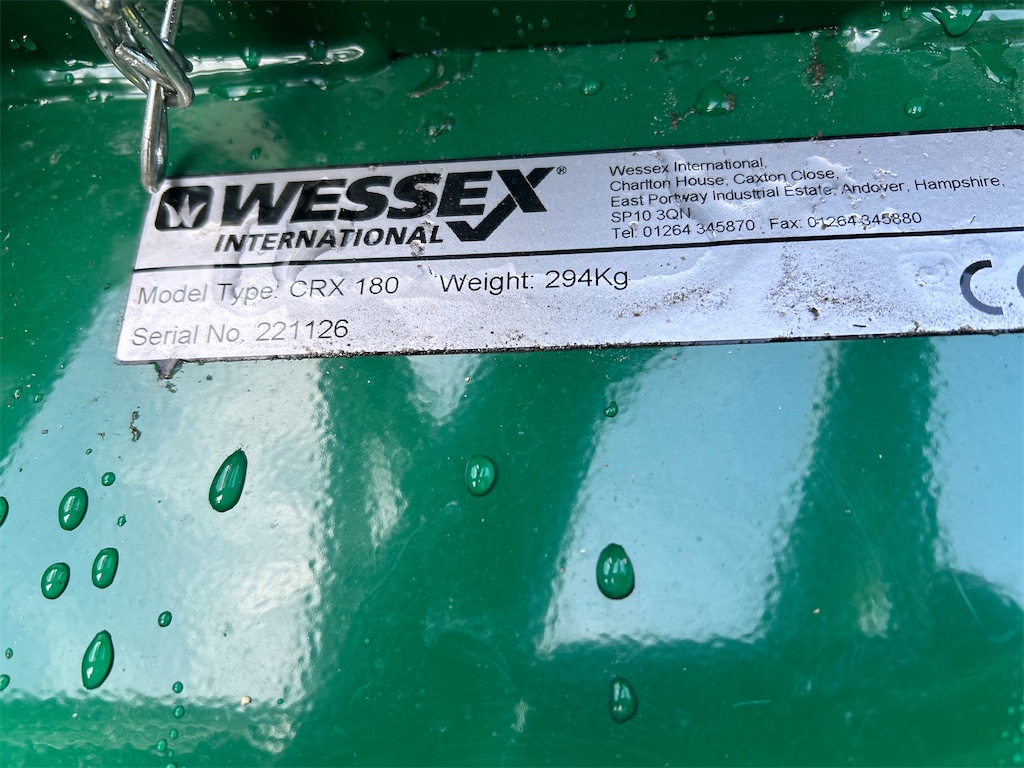 WESSEX®
INTERNATIONAL
Wessex International,
Charlton House, Caxton Close,
East Portway Industrial Estate, Andover, Hampshire,
SP10 3QN
Tel: 01264 345870 . Fax: 01264 345880
Model Type: CRX 180 Weight: 294Kg
Serial No. 221126